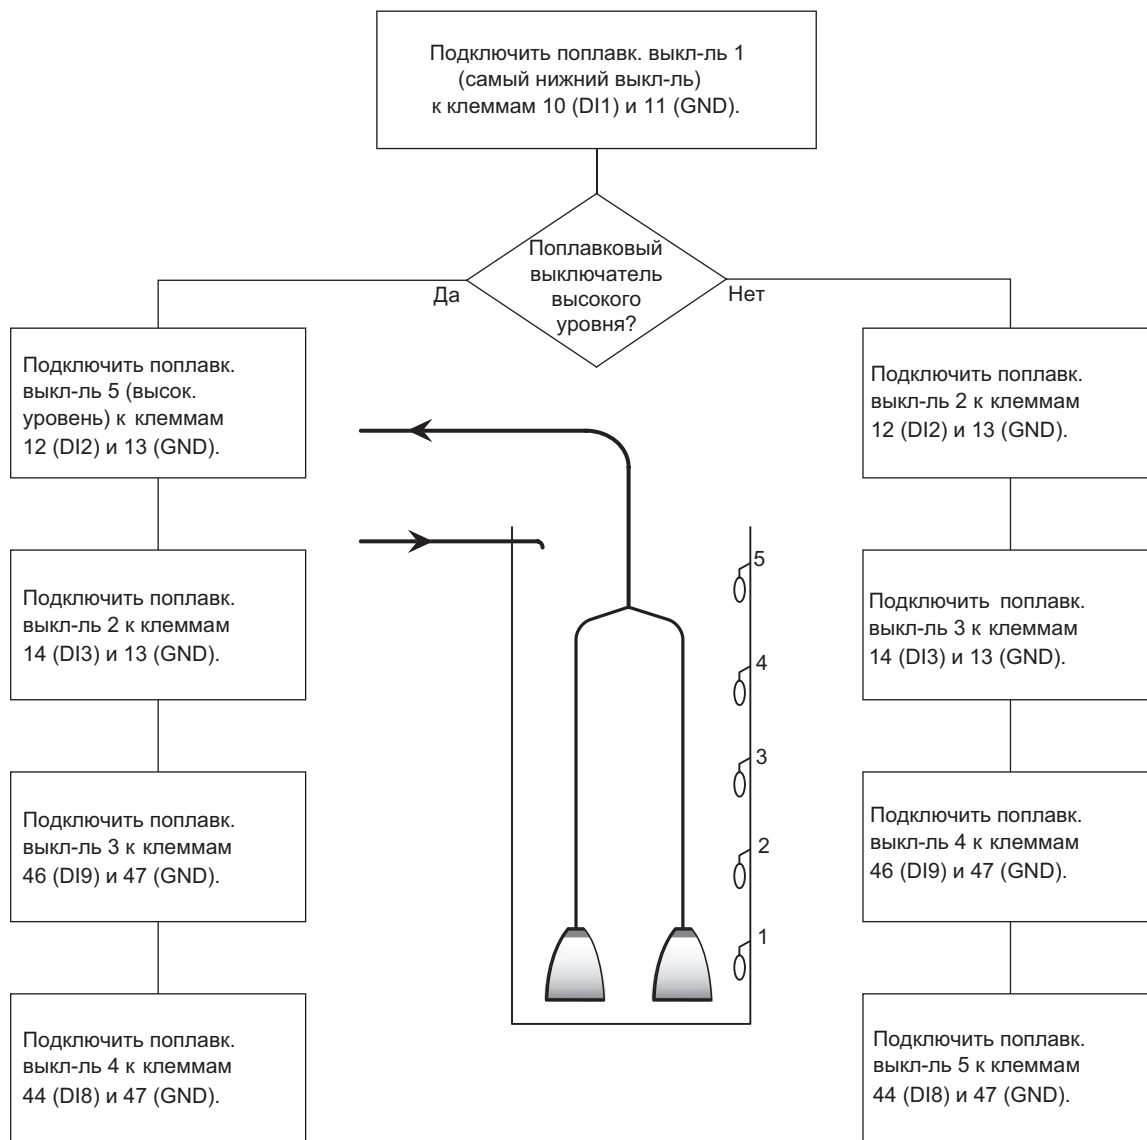 Подключить поплавк. выкл-ль 1
(самый нижний выкл-ль)
к клеммам 10 (DI1) и 11 (GND).
Поплавковый
выключатель
высокого
уровня?
Да
Нет
Подключить поплавк.
выкл-ль 5 (высок.
уровень) к клеммам
12 (DI2) и 13 (GND).
Подключить поплавк.
выкл-ль 2 к клеммам
14 (DI3) и 13 (GND).
Подключить поплавк.
выкл-ль 3 к клеммам
46 (DI9) и 47 (GND).
Подключить поплавк.
выкл-ль 4 к клеммам
44 (DI8) и 47 (GND).
5
4
3
2
1
Подключить поплавк.
выкл-ль 2 к клеммам
12 (DI2) и 13 (GND).
Подключить поплавк.
выкл-ль 3 к клеммам
14 (DI3) и 13 (GND).
Подключить поплавк.
выкл-ль 4 к клеммам
46 (DI9) и 47 (GND).
Подключить поплавк.
выкл-ль 5 к клеммам
44 (DI8) и 47 (GND).